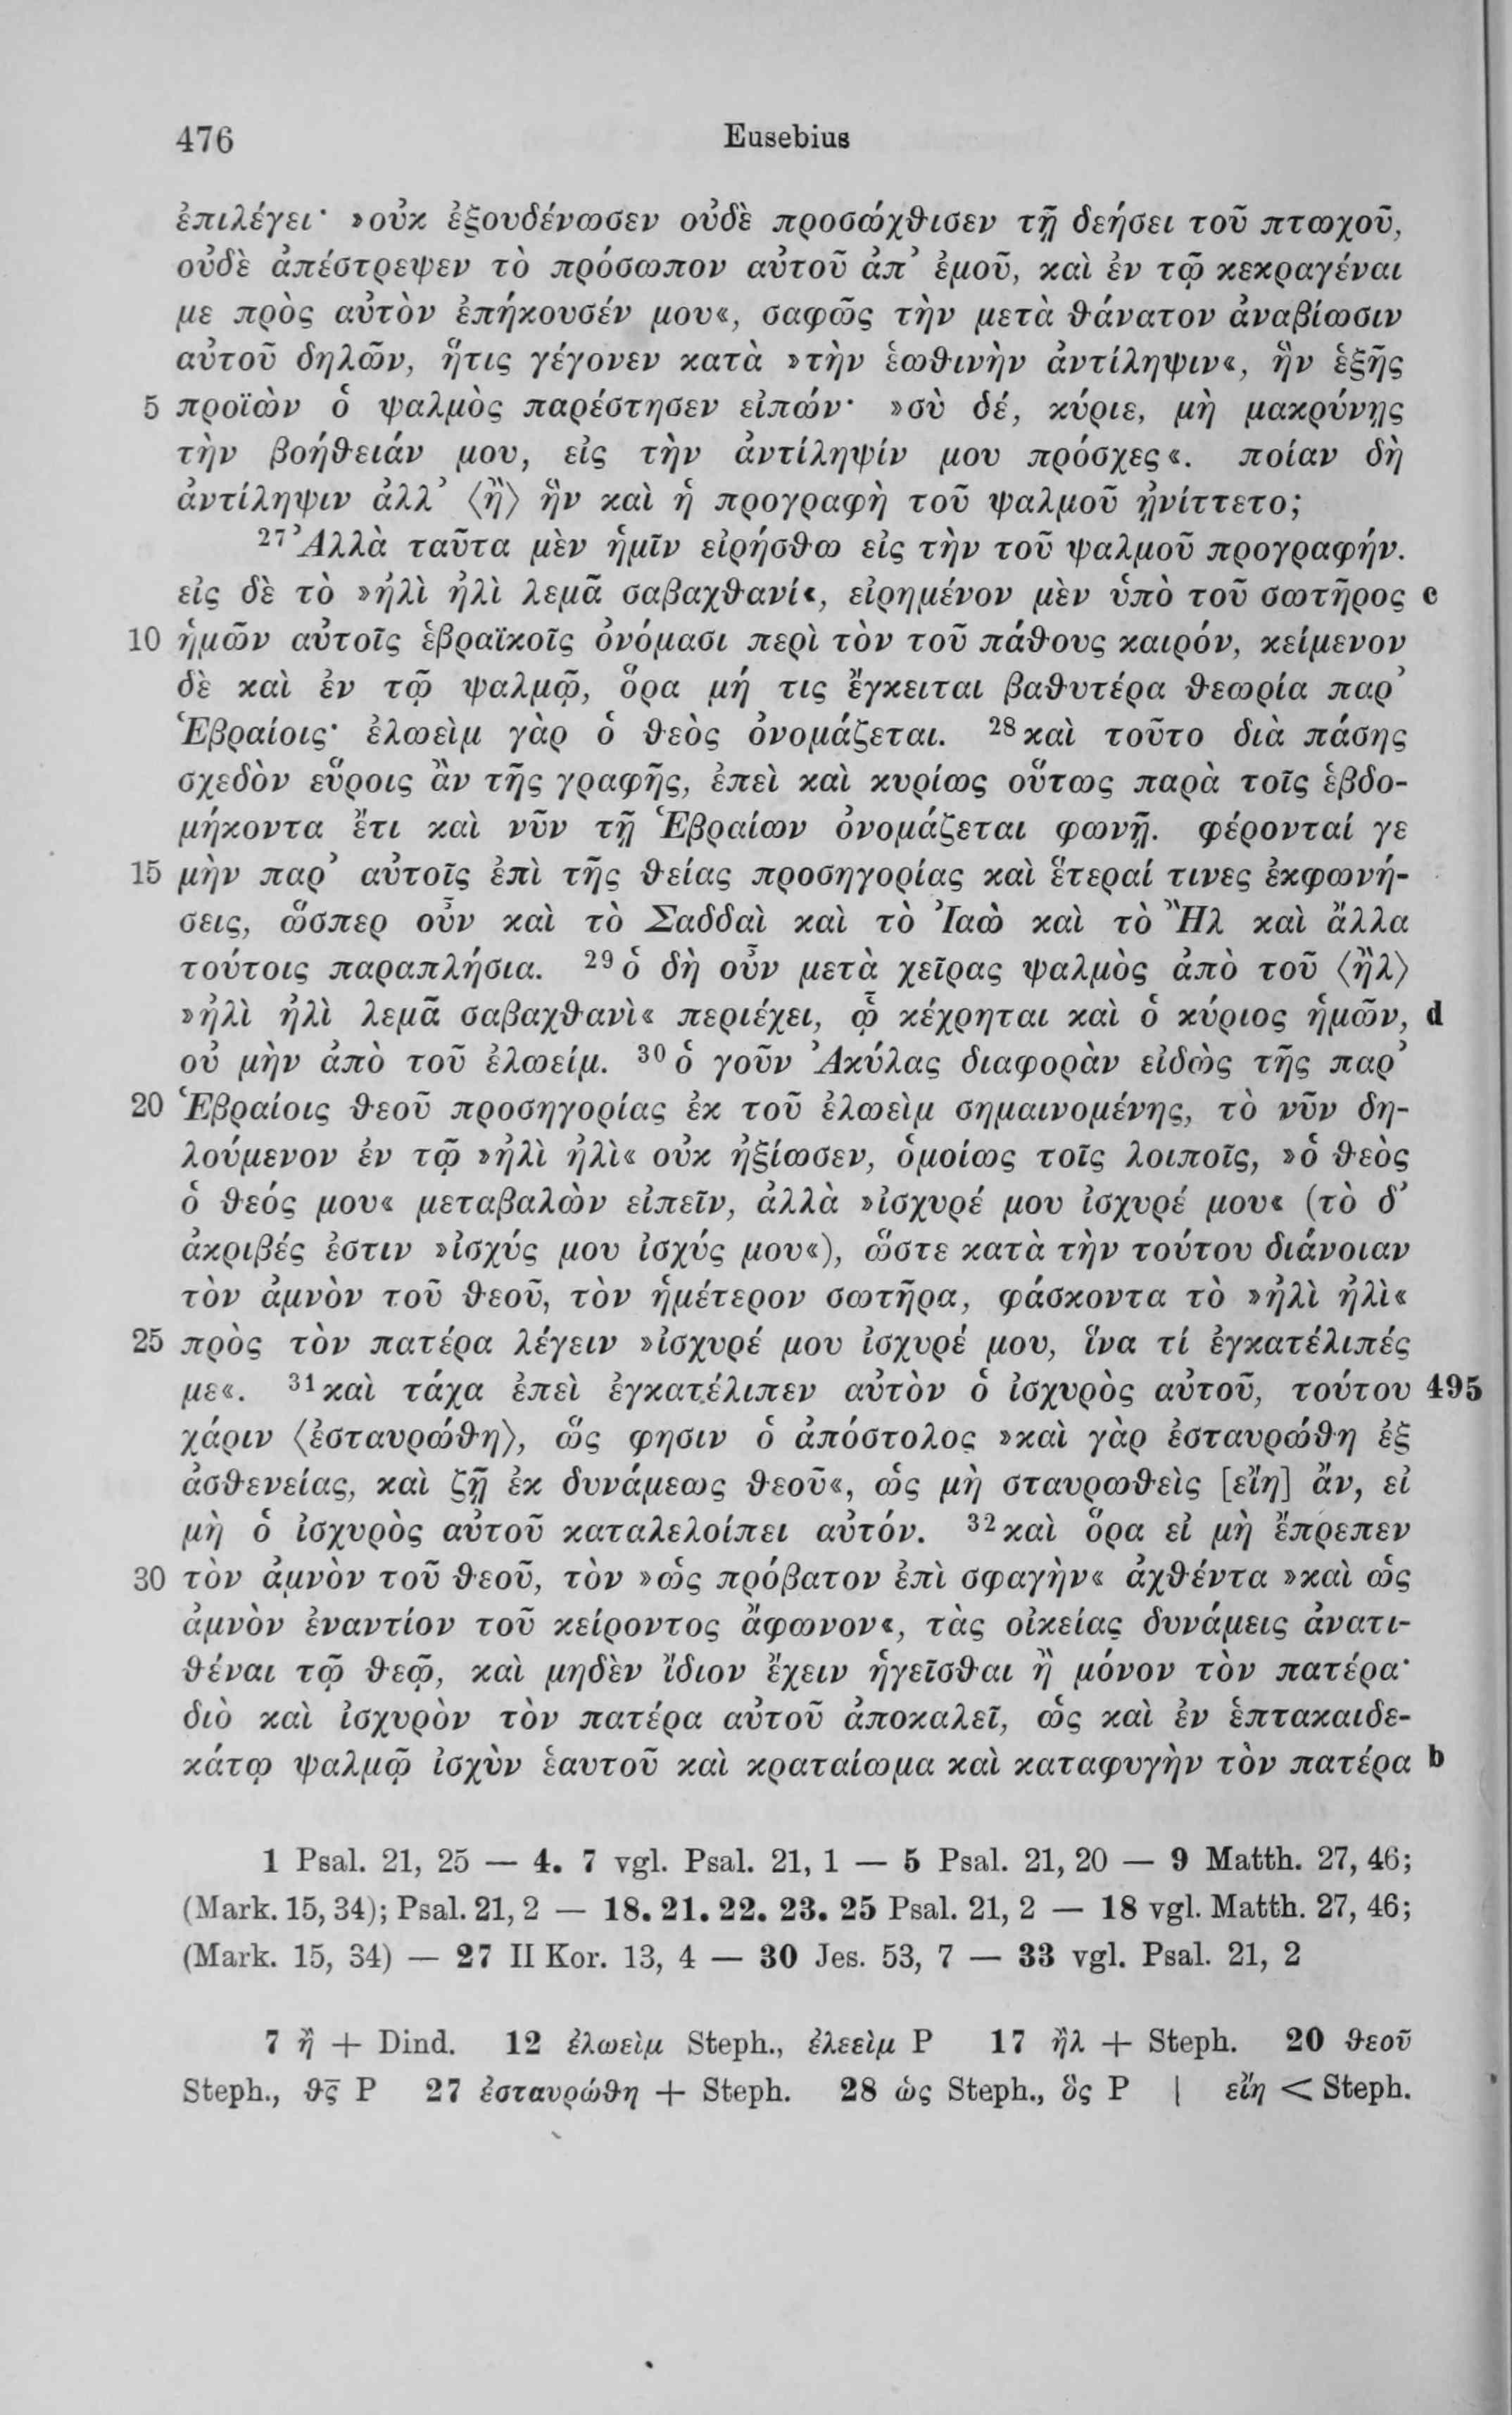 476 Eusebius
ἐπιλέγει· »οὐκ ἐξουδένωσεν οὐδὲ προσώχθισεν τῇ δεήσει τοῦ πτωχοῦ,
οὐδὲ ἀπέστρεψεν τὸ πρόσωπον αὐτοῦ ἀπ’ ἐμοῦ, καὶ ἐν τῷ κεκραγέναι
με πρὸς αὐτὸν ἐπήκουσέν μου«, σαφῶς τὴν μετὰ θάνατον ἀναβίωσιν
αὐτοῦ δηλῶν, ἥτις γέγονεν κατὰ »τὴν ἑωθινὴν ἀντίληψιν«, ἣν ἑξῆς
5 προϊὼν ὁ ψαλμὸς παρέστησεν εἰπών· »σὺ δέ, κύριε, μὴ μακρύνῃς
τὴν βοήθειάν μου, εἰς τὴν ἀντίληψίν μου πρόσχες«. ποίαν δὴ
ἀντίληψιν ἀλλ’ ⟨ἢ⟩ ἣν καὶ ἡ προγραφὴ τοῦ ψαλμοῦ ᾐνίττετο;
27 Ἀλλὰ ταῦτα μὲν ἡμῖν εἰρήσθω εἰς τὴν τοῦ ψαλμοῦ προγραφήν.
εἰς δὲ τὸ »ἠλὶ ἠλὶ λεμᾶ σαβαχθανί«, εἰρημένον μὲν ὑπὸ τοῦ σωτῆρος c
10 ἡμῶν αὐτοῖς ἑβραϊκοῖς ὀνόμασι περὶ τὸν τοῦ πάθους καιρόν, κείμενον
δὲ καὶ ἐν τῷ ψαλμῷ, ὅρα μή τις ἔγκειται βαθυτέρα θεωρία παρ’
Ἑβραίοις· ἐλωεὶμ γὰρ ὁ θεὸς ὀνομάζεται. 28 καὶ τοῦτο διὰ πάσης
σχεδὸν εὕροις ἂν τῆς γραφῆς, ἐπεὶ καὶ κυρίως οὕτως παρὰ τοῖς ἑβδο-
μήκοντα ἔτι καὶ νῦν τῇ Ἑβραίων ὀνομάζεται φωνῇ. φέρονταί γε
15 μὴν παρ’ αὐτοῖς ἐπὶ τῆς θείας προσηγορίας καὶ ἕτεραί τινες ἐκφωνή-
σεις, ὥσπερ οὖν καὶ τὸ Σαδδαὶ καὶ τὸ Ἰαὼ καὶ τὸ Ἢλ καὶ ἄλλα
τούτοις παραπλήσια. 29 ὁ δὴ οὖν μετὰ χεῖρας ψαλμὸς ἀπὸ τοῦ ⟨ἢλ⟩
»ἠλὶ ἠλὶ λεμᾶ σαβαχθανὶ« περιέχει, ᾧ κέχρηται καὶ ὁ κύριος ἡμῶν, d
οὐ μὴν ἀπὸ τοῦ ἐλωείμ. 30 ὁ γοῦν Ἀκύλας διαφορὰν εἰδὼς τῆς παρ’
20 Ἑβραίοις θεοῦ προσηγορίας ἐκ τοῦ ἐλωεὶμ σημαινομένης, τὸ νῦν δη-
λούμενον ἐν τῷ »ἠλὶ ἠλὶ« οὐκ ἠξίωσεν, ὁμοίως τοῖς λοιποῖς, »ὁ θεὸς
ὁ θεός μου« μεταβαλὼν εἰπεῖν, ἀλλὰ »ἰσχυρέ μου ἰσχυρέ μου« (τὸ δ’
ἀκριβές ἐστιν »ἰσχύς μου ἰσχύς μου«), ὥστε κατὰ τὴν τούτου διάνοιαν
τὸν ἀμνὸν τοῦ θεοῦ, τὸν ἡμέτερον σωτῆρα, φάσκοντα τὸ »ἠλὶ ἠλὶ«
25 πρὸς τὸν πατέρα λέγειν »ἰσχυρέ μου ἰσχυρέ μου, ἵνα τί ἐγκατέλιπές
με«. 31 καὶ τάχα ἐπεὶ ἐγκατέλιπεν αὐτὸν ὁ ἰσχυρὸς αὐτοῦ, τούτου 495
χάριν ⟨ἐσταυρώθη⟩, ὥς φησιν ὁ ἀπόστολος »καὶ γὰρ ἐσταυρώθη ἐξ
ἀσθενείας, καὶ ζῇ ἐκ δυνάμεως θεοῦ«, ὡς μὴ σταυρωθεὶς [εἴη] ἄν, εἰ
μὴ ὁ ἰσχυρὸς αὐτοῦ καταλελοίπει αὐτόν. 32 καὶ ὅρα εἰ μὴ ἔπρεπεν
30 τὸν ἀμνὸν τοῦ θεοῦ, τὸν »ὡς πρόβατον ἐπὶ σφαγὴν« ἀχθέντα »καὶ ὡς
ἀμνὸν ἐναντίον τοῦ κείροντος ἄφωνον«, τὰς οἰκείας δυνάμεις ἀνατι-
θέναι τῷ θεῷ, καὶ μηδὲν ἴδιον ἔχειν ἡγεῖσθαι ἢ μόνον τὸν πατέρα·
διὸ καὶ ἰσχυρὸν τὸν πατέρα αὐτοῦ ἀποκαλεῖ, ὡς καὶ ἐν ἑπτακαιδε-
κάτῳ ψαλμῷ ἰσχὺν ἑαυτοῦ καὶ κραταίωμα καὶ καταφυγὴν τὸν πατέρα b
1 Psal. 21, 25 — 4. 7 vgl. Psal. 21, 1 — 5 Psal. 21, 20 — 9 Matth. 27, 46;
(Mark. 15, 34); Psal. 21, 2 — 18. 21. 22. 23. 25 Psal. 21, 2 — 18 vgl. Matth. 27, 46;
(Mark. 15, 34) — 27 II Kor. 13, 4 — 30 Jes. 53, 7 — 33 vgl. Psal. 21, 2
7 ἢ + Dind. 12 ἐλωεὶμ Steph., ἐλεεὶμ P 17 ἢλ + Steph. 20 θεοῦ
Steph., θς̄ P 27 ἐσταυρώθη + Steph. 28 ὡς Steph., ὃς P | εἴη < Steph.